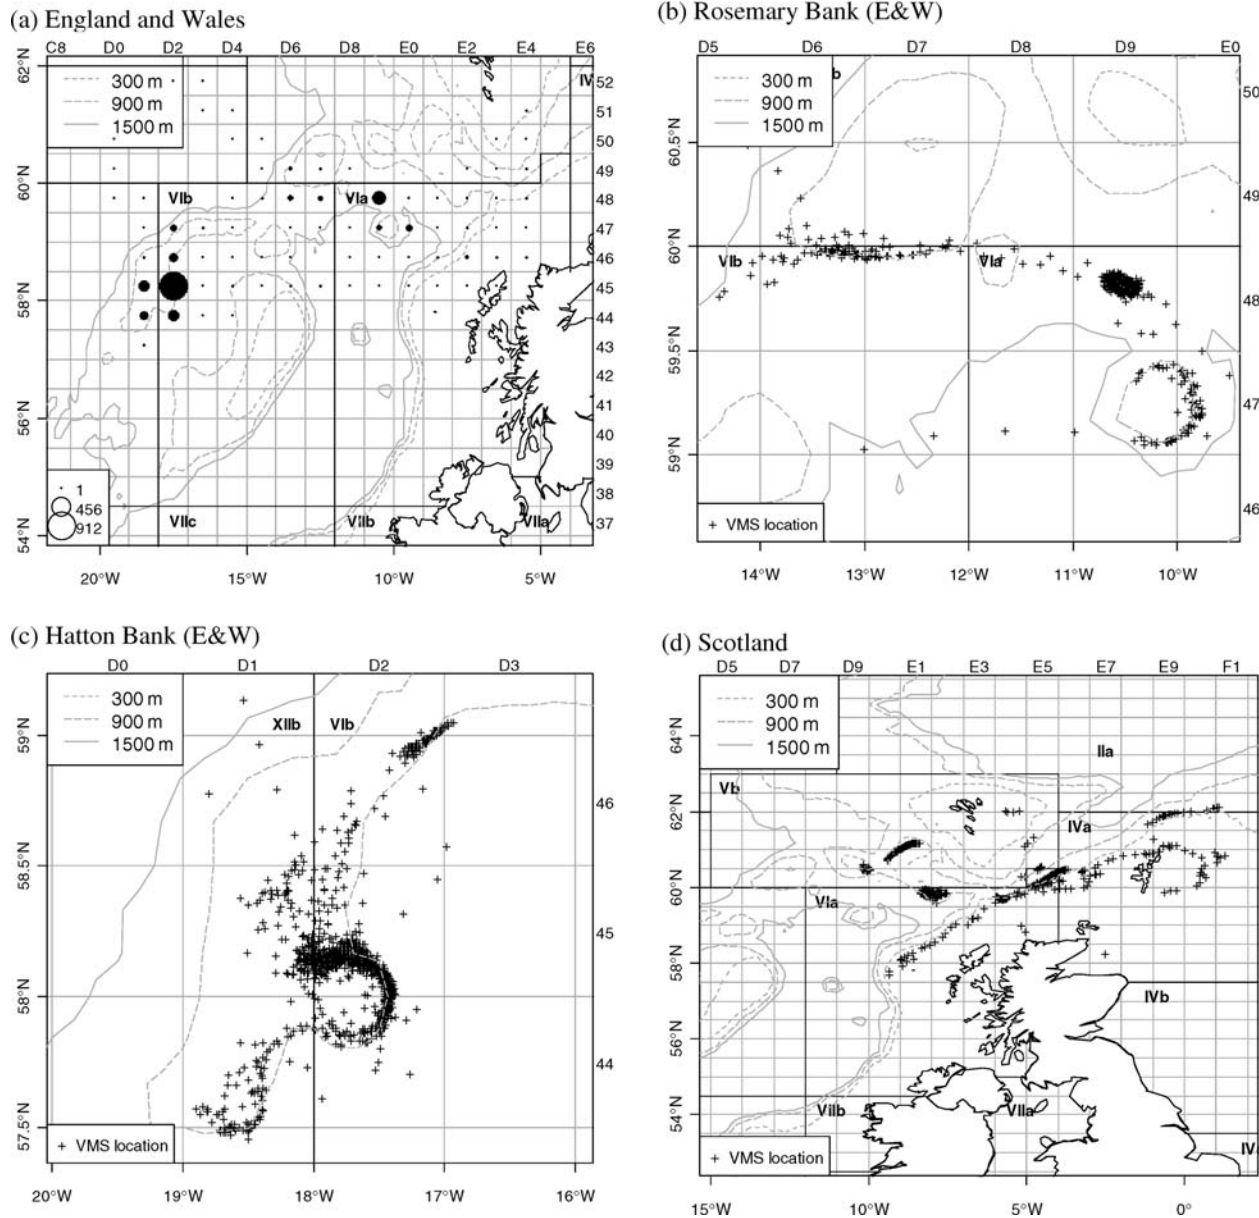 (a) England and Wales
C8 D0 D2 D4 D6 D8 E0 E2 E4 E6
300 m
900 m
1500 m
62°N
60°N
58°N
56°N
54°N
52
51
50
49
48
47
46
45
44
43
42
41
40
39
38
37
IV
VIb
VIa
VIIc
VIIb
VIIa
1
456
912
20°W 15°W 10°W 5°W
(b) Rosemary Bank (E&W)
D5 D6 D7 D8 D9 E0
300 m
900 m
1500 m
b
60.5°N
60°N
59.5°N
59°N
50
49
48
47
46
VIb
VIa
+ VMS location
14°W 13°W 12°W 11°W 10°W
(c) Hatton Bank (E&W)
D0 D1 D2 D3
300 m
900 m
1500 m
XIIb VIb
59°N
58.5°N
58°N
57.5°N
46
45
44
+ VMS location
20°W 19°W 18°W 17°W 16°W
(d) Scotland
D5 D7 D9 E1 E3 E5 E7 E9 F1
300 m
900 m
1500 m
64°N
62°N
60°N
58°N
56°N
54°N
IIa
Vb
IVa
VIa
IVb
VIIb
VIIa
IV
+ VMS location
15°W 10°W 5°W 0°